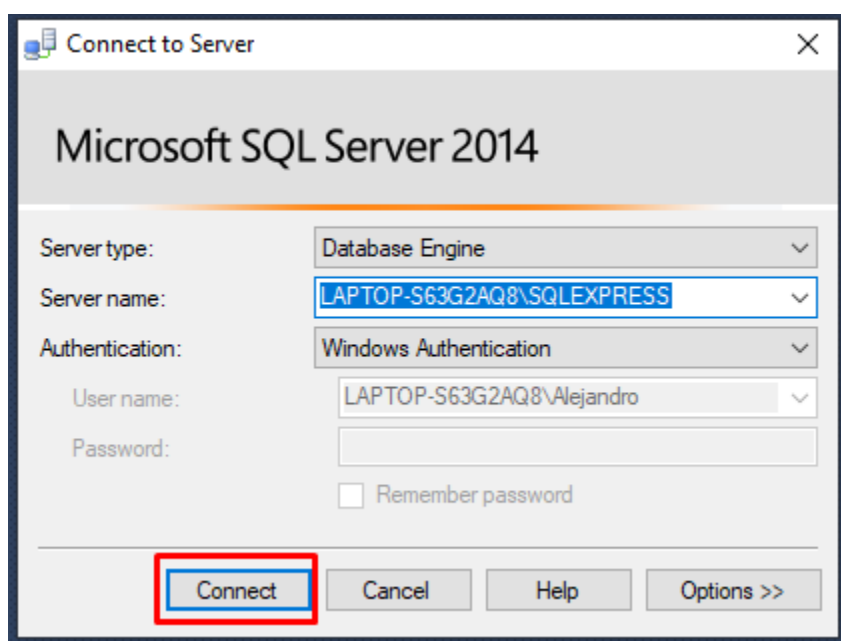 Connect to Server
Microsoft SQL Server 2014
Server type: Database Engine
Server name: LAPTOP-S63G2AQ8\SQLEXPRESS
Authentication: Windows Authentication
User name: LAPTOP-S63G2AQ8\Alejandro
Password:
Remember password
Connect Cancel Help Options >>